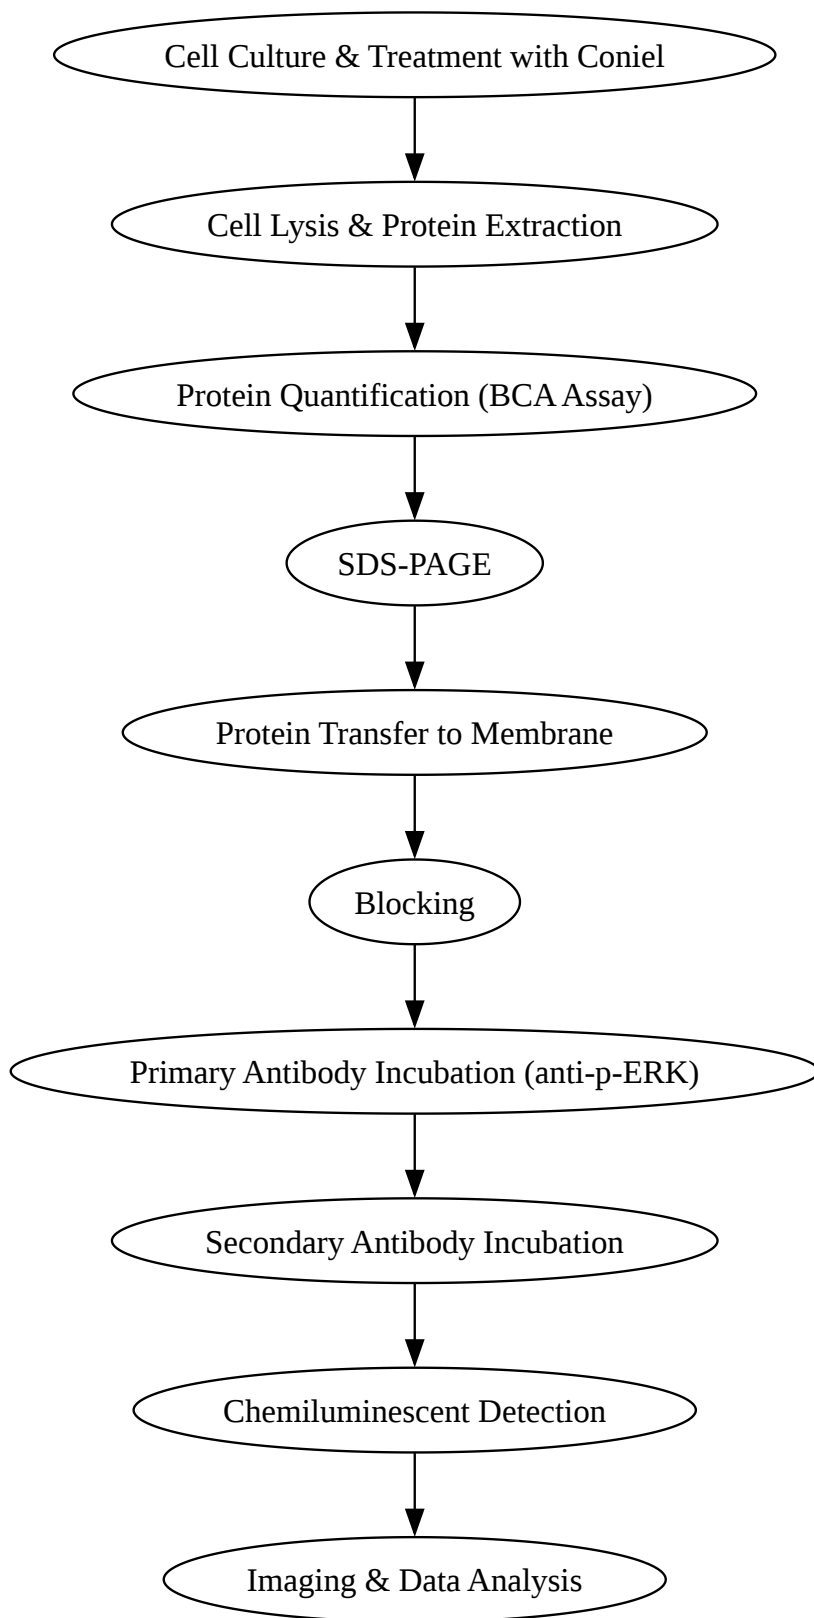 Cell Culture & Treatment with Coniel
Cell Lysis & Protein Extraction
Protein Quantification (BCA Assay)
SDS-PAGE
Protein Transfer to Membrane
Blocking
Primary Antibody Incubation (anti-p-ERK)
Secondary Antibody Incubation
Chemiluminescent Detection
Imaging & Data Analysis